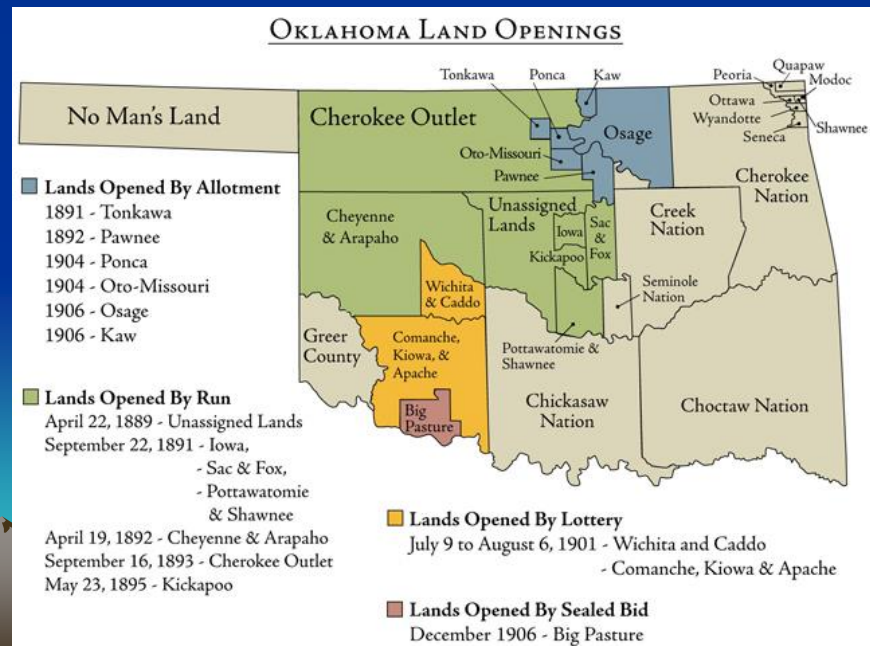 Oklahoma Land Openings
Quapaw
Peoria
Modoc
Tonkawa
Ponca
Kaw
Ottawa
Wyandotte
Shawnee
Seneca
No Man's Land
Cherokee Outlet
Osage
Oto-Missouri
Pawnee
Cherokee
Nation
Lands Opened By Allotment
1891 - Tonkawa
1892 - Pawnee
1904 - Ponca
1904 - Oto-Missouri
1906 - Osage
1906 - Kaw
Cheyenne
& Arapaho
Unassigned
Lands
Iowa
Sac
&
Fox
Kickapoo
Creek
Nation
Seminole
Nation
Wichita
& Caddo
Greer
County
Comanche,
Kiowa, &
Apache
Pottawatomie &
Shawnee
Big
Pasture
Chickasaw
Nation
Choctaw Nation
Lands Opened By Run
April 22, 1889 - Unassigned Lands
September 22, 1891 - Iowa,
- Sac & Fox,
- Pottawatomie
& Shawnee
April 19, 1892 - Cheyenne & Arapaho
September 16, 1893 - Cherokee Outlet
May 23, 1895 - Kickapoo
Lands Opened By Lottery
July 9 to August 6, 1901 - Wichita and Caddo
- Comanche, Kiowa & Apache
Lands Opened By Sealed Bid
December 1906 - Big Pasture